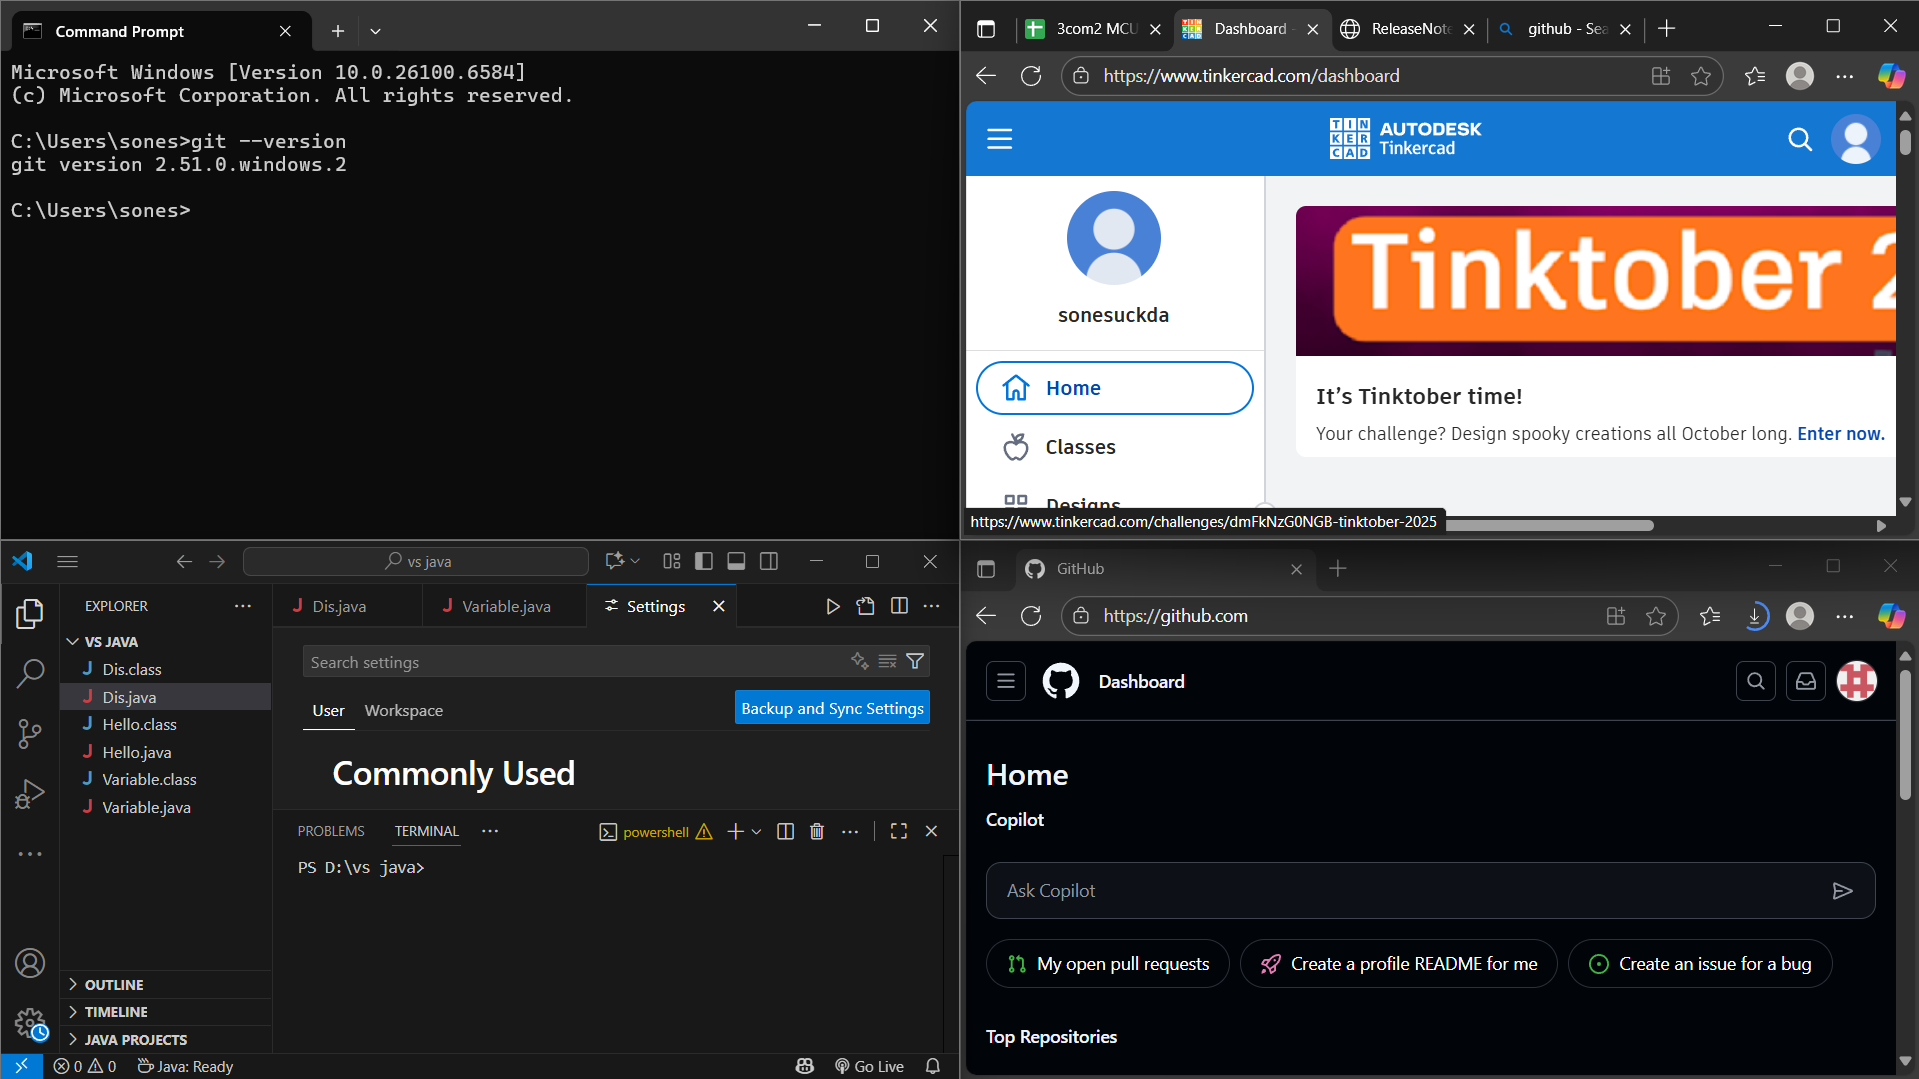 Command Prompt
Microsoft Windows [Version 10.0.26100.6584]
(c) Microsoft Corporation. All rights reserved.
C:\Users\sones>git --version
git version 2.51.0.windows.2
C:\Users\sones>
3com2 MCU
Dashboard -
ReleaseNote
github - Sea
https://www.tinkercad.com/dashboard
TIN
KER
CAD
AUTODESK
Tinkercad
sonesuckda
Home
Classes
Designs
Tinktober 2
It's Tinktober time!
Your challenge? Design spooky creations all October long. Enter now.
https://www.tinkercad.com/challenges/dmFkNzG0NGB-tinktober-2025
vs java
EXPLORER
VS JAVA
J Dis.class
J Dis.java
J Hello.class
J Hello.java
J Variable.class
J Variable.java
OUTLINE
TIMELINE
JAVA PROJECTS
J Dis.java
J Variable.java
Settings
Search settings
User
Workspace
Backup and Sync Settings
Commonly Used
PROBLEMS
TERMINAL
powershell
PS D:\vs java>
0
0
Java: Ready
Go Live
GitHub
https://github.com
Dashboard
Home
Copilot
Ask Copilot
My open pull requests
Create a profile README for me
Create an issue for a bug
Top Repositories